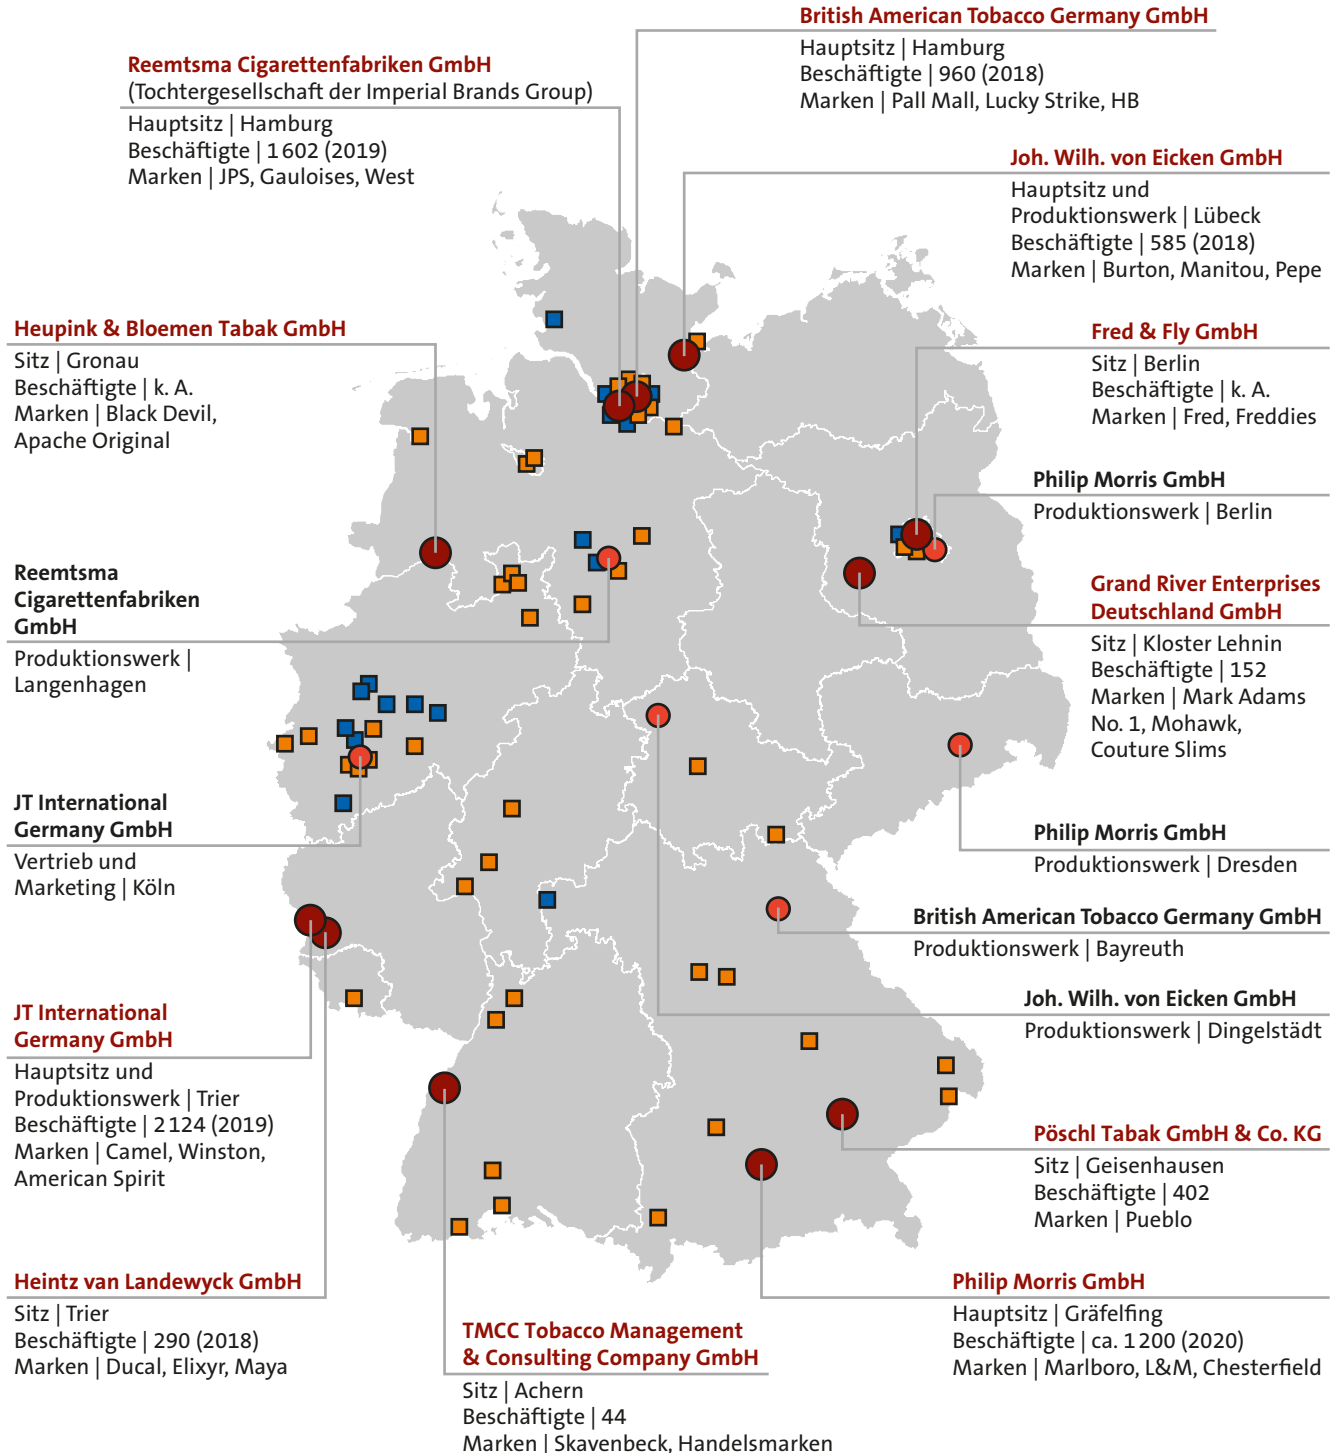 British American Tobacco Germany GmbH
Hauptsitz | Hamburg
Beschäftigte | 960 (2018)
Marken | Pall Mall, Lucky Strike, HB
Reemtsma Cigarettenfabriken GmbH
(Tochtergesellschaft der Imperial Brands Group)
Hauptsitz | Hamburg
Beschäftigte | 1602 (2019)
Marken | JPS, Gauloises, West
Joh. Wilh. von Eicken GmbH
Hauptsitz und
Produktionswerk | Lübeck
Beschäftigte | 585 (2018)
Marken | Burton, Manitou, Pepe
Heupink & Bloemen Tabak GmbH
Sitz | Gronau
Beschäftigte | k. A.
Marken | Black Devil,
Apache Original
Fred & Fly GmbH
Sitz | Berlin
Beschäftigte | k. A.
Marken | Fred, Freddies
Philip Morris GmbH
Produktionswerk | Berlin
Reemtsma
Cigarettenfabriken
GmbH
Produktionswerk |
Langenhagen
Grand River Enterprises
Deutschland GmbH
Sitz | Kloster Lehnin
Beschäftigte | 152
Marken | Mark Adams
No. 1, Mohawk,
Couture Slims
JT International
Germany GmbH
Vertrieb und
Marketing | Köln
Philip Morris GmbH
Produktionswerk | Dresden
British American Tobacco Germany GmbH
Produktionswerk | Bayreuth
Joh. Wilh. von Eicken GmbH
Produktionswerk | Dingelstädt
JT International
Germany GmbH
Hauptsitz und
Produktionswerk | Trier
Beschäftigte | 2124 (2019)
Marken | Camel, Winston,
American Spirit
Pöschl Tabak GmbH & Co. KG
Sitz | Geisenhausen
Beschäftigte | 402
Marken | Pueblo
Heintz van Landewyck GmbH
Sitz | Trier
Beschäftigte | 290 (2018)
Marken | Ducal, Elixyr, Maya
TMCC Tobacco Management
& Consulting Company GmbH
Sitz | Achern
Beschäftigte | 44
Marken | Skavenbeck, Handelsmarken
Philip Morris GmbH
Hauptsitz | Gräfelfing
Beschäftigte | ca. 1200 (2020)
Marken | Marlboro, L&M, Chesterfield